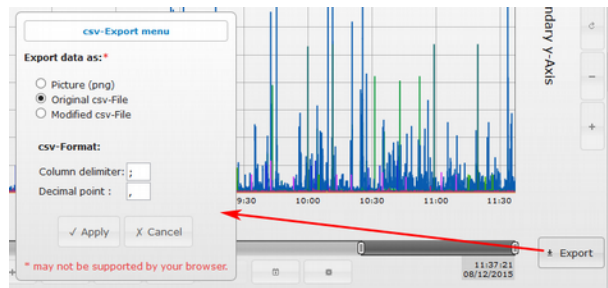 csv-Export menu
Export data as:*
Picture (png)
Original csv-File
Modified csv-File
csv-Format:
Column delimiter: ;
Decimal point : ,
✓ Apply ✗ Cancel
* may not be supported by your browser.
ndary y-Axis
9:30 10:00 10:30 11:00 11:30
Export
11:37:21
08/12/2015